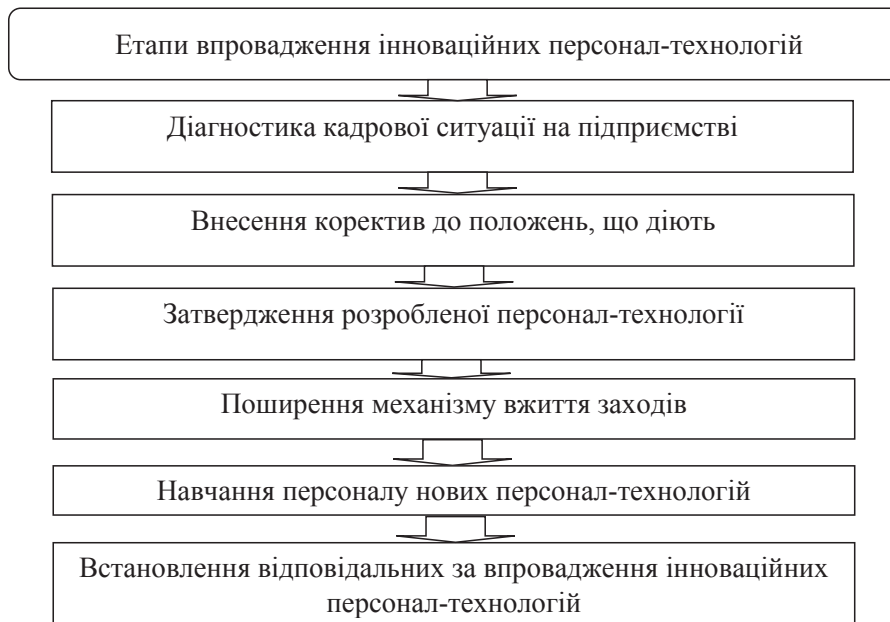 Етапи впровадження інноваційних персонал-технологій
Діагностика кадрової ситуації на підприємстві
Внесення коректив до положень, що діють
Затвердження розробленої персонал-технології
Поширення механізму вжиття заходів
Навчання персоналу нових персонал-технологій
Встановлення відповідальних за впровадження інноваційних
персонал-технологій